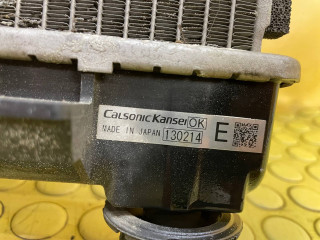 CalsonicKansei OK
MADE IN JAPAN 130214 E